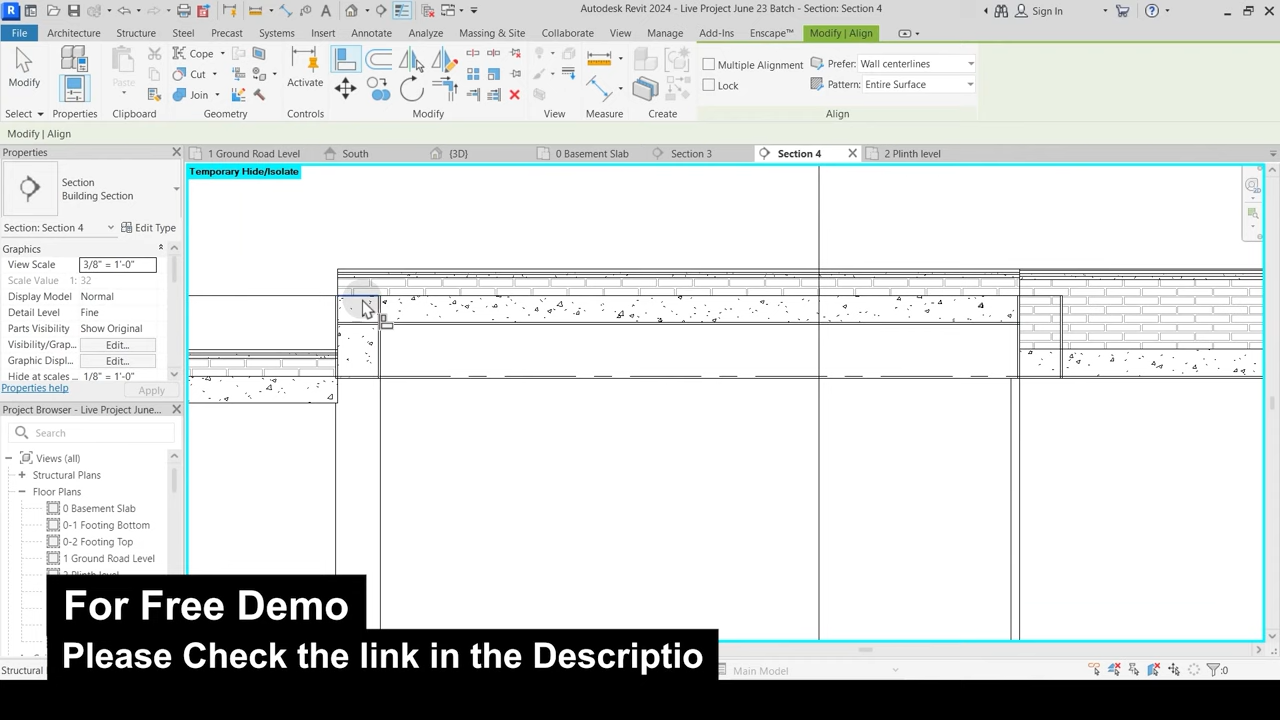 Autodesk Revit 2024 - Live Project June 23 Batch - Section: Section 4
Sign In
File
Architecture
Structure
Steel
Precast
Systems
Insert
Annotate
Analyze
Massing & Site
Collaborate
View
Manage
Add-Ins
Enscape™
Modify | Align
Modify
Paste
Cope
Cut
Join
Activate
Multiple Alignment
Lock
Prefer:
Wall centerlines
Pattern:
Entire Surface
Select
Properties
Clipboard
Geometry
Controls
Modify
View
Measure
Create
Align
Modify | Align
Properties
1 Ground Road Level
South
{3D}
0 Basement Slab
Section 3
Section 4
2 Plinth level
Temporary Hide/Isolate
Section
Building Section
Section: Section 4
Edit Type
Graphics
View Scale
3/8" = 1'-0"
Scale Value 1:
32
Display Model
Normal
Detail Level
Fine
Parts Visibility
Show Original
Visibility/Grap...
Edit...
Graphic Displ...
Edit...
Hide at scales ...
1/8" = 1'-0"
Properties help
Apply
Project Browser - Live Project June...
Search
Views (all)
Structural Plans
Floor Plans
0 Basement Slab
0-1 Footing Bottom
0-2 Footing Top
1 Ground Road Level
For Free Demo
Please Check the link in the Descriptio
Main Model
:0